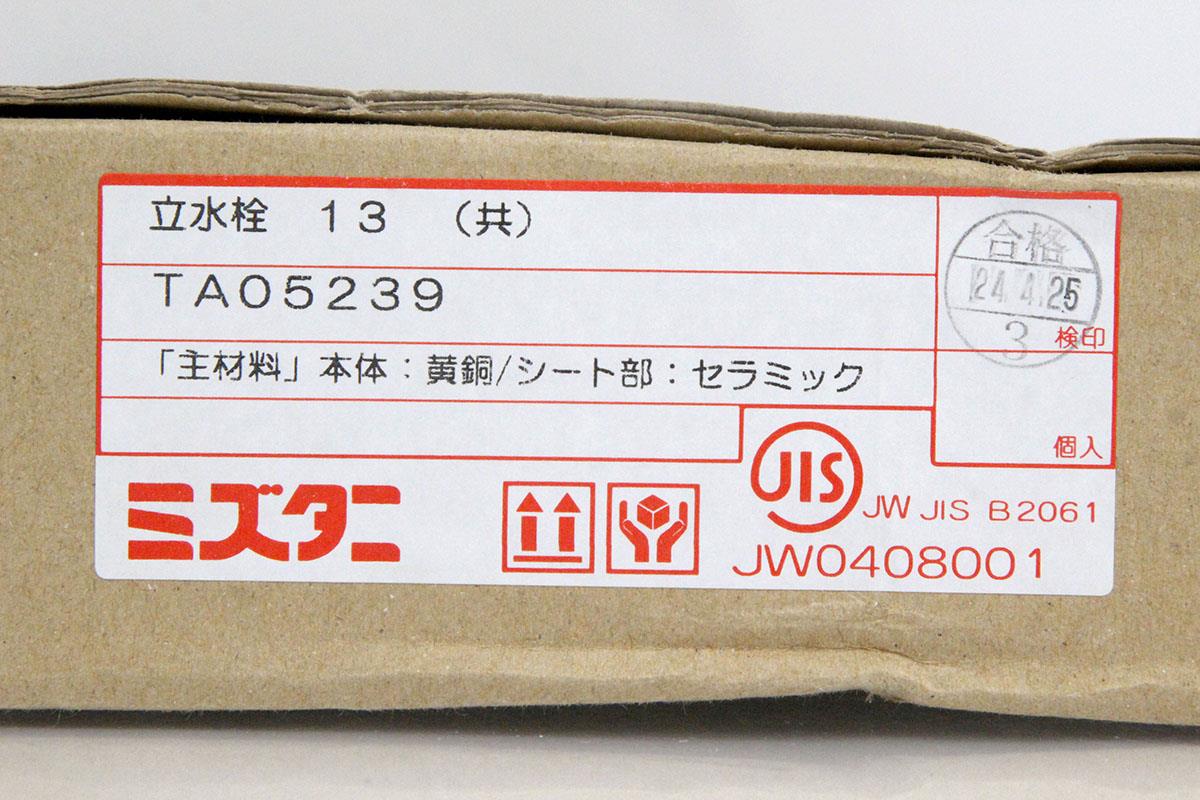 立水栓　１３　（共）
ＴＡ０５２３９
「主材料」本体：黄銅/シート部：セラミック
合格
24 4.25
3
検印
個入
ミズタニ
JIS
JW JIS B2061
JW0408001